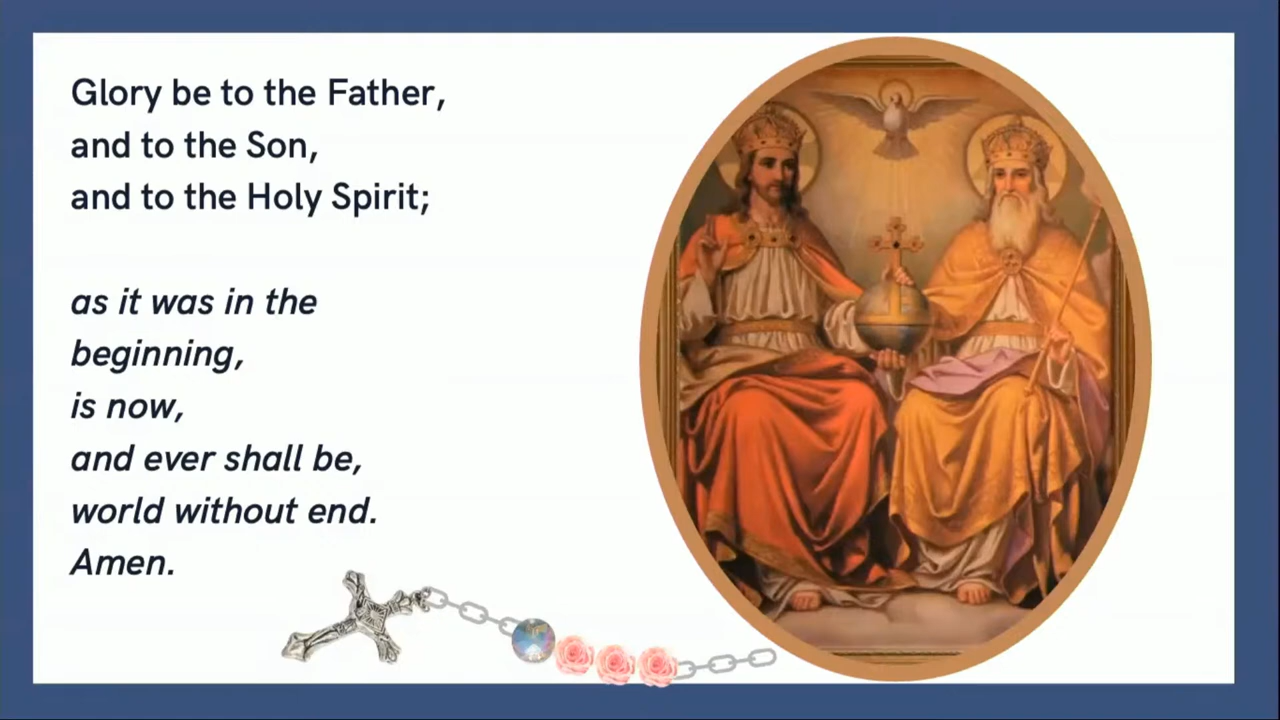 Glory be to the Father,
and to the Son,
and to the Holy Spirit;
as it was in the
beginning,
is now,
and ever shall be,
world without end.
Amen.